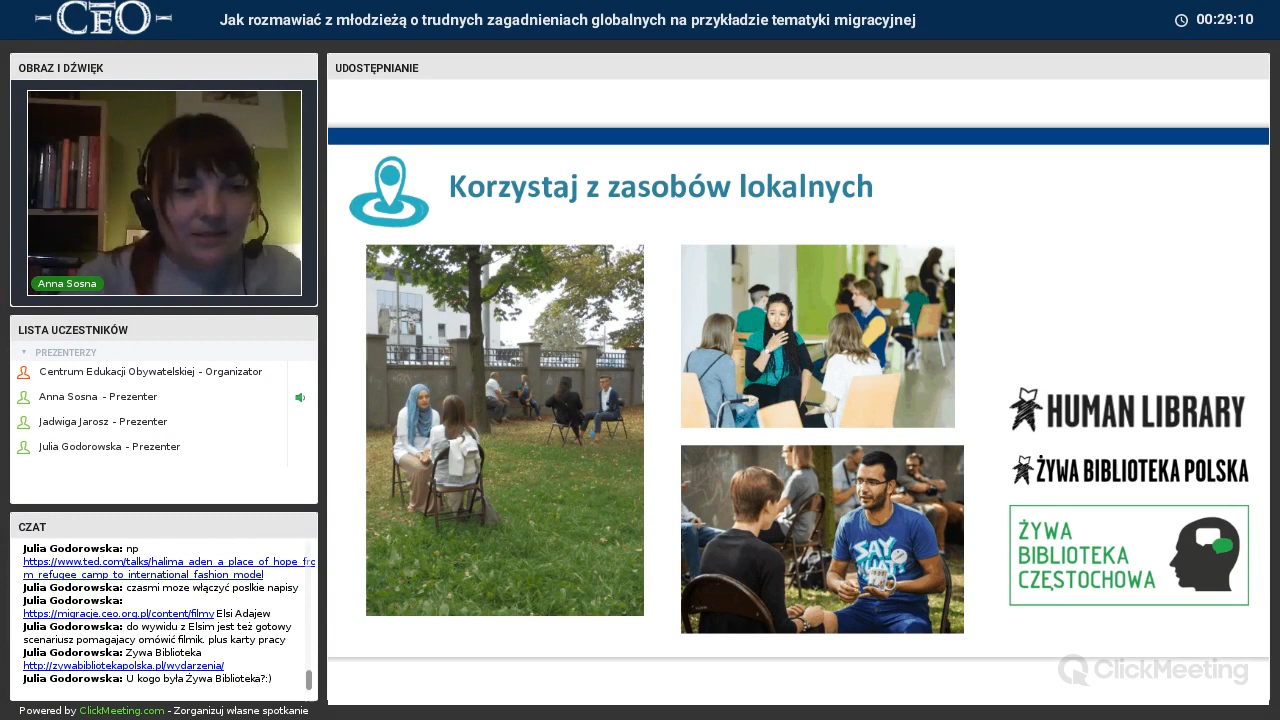 CEO
Jak rozmawiać z młodzieżą o trudnych zagadnieniach globalnych na przykładzie tematyki migracyjnej
00:29:10
OBRAZ I DŹWIĘK
Anna Sosna
LISTA UCZESTNIKÓW
PREZENTERZY
Centrum Edukacji Obywatelskiej - Organizator
Anna Sosna - Prezenter
Jadwiga Jarosz - Prezenter
Julia Godorowska - Prezenter
CZAT
Julia Godorowska: np
https://www.ted.com/talks/halima_aden_a_place_of_hope_fro
m_refugee_camp_to_international_fashion_model
Julia Godorowska: czasmi moze włączyć poslkie napisy
Julia Godorowska:
https://migracje.ceo.org.pl/content/filmy Elsi Adajew
Julia Godorowska: do wywidu z Elsim jest też gotowy
scenariusz pomagajacy omówić filmik. plus karty pracy
Julia Godorowska: Zywa Biblioteka
http://zywabibliotekapolska.pl/wydarzenia/
Julia Godorowska: U kogo była Żywa Biblioteka?:)
Powered by ClickMeeting.com - Zorganizuj własne spotkanie
UDOSTĘPNIANIE
Korzystaj z zasobów lokalnych
SAY
HUMAN LIBRARY
ŻYWA BIBLIOTEKA POLSKA
ŻYWA
BIBLIOTEKA
CZĘSTOCHOWA
ClickMeeting